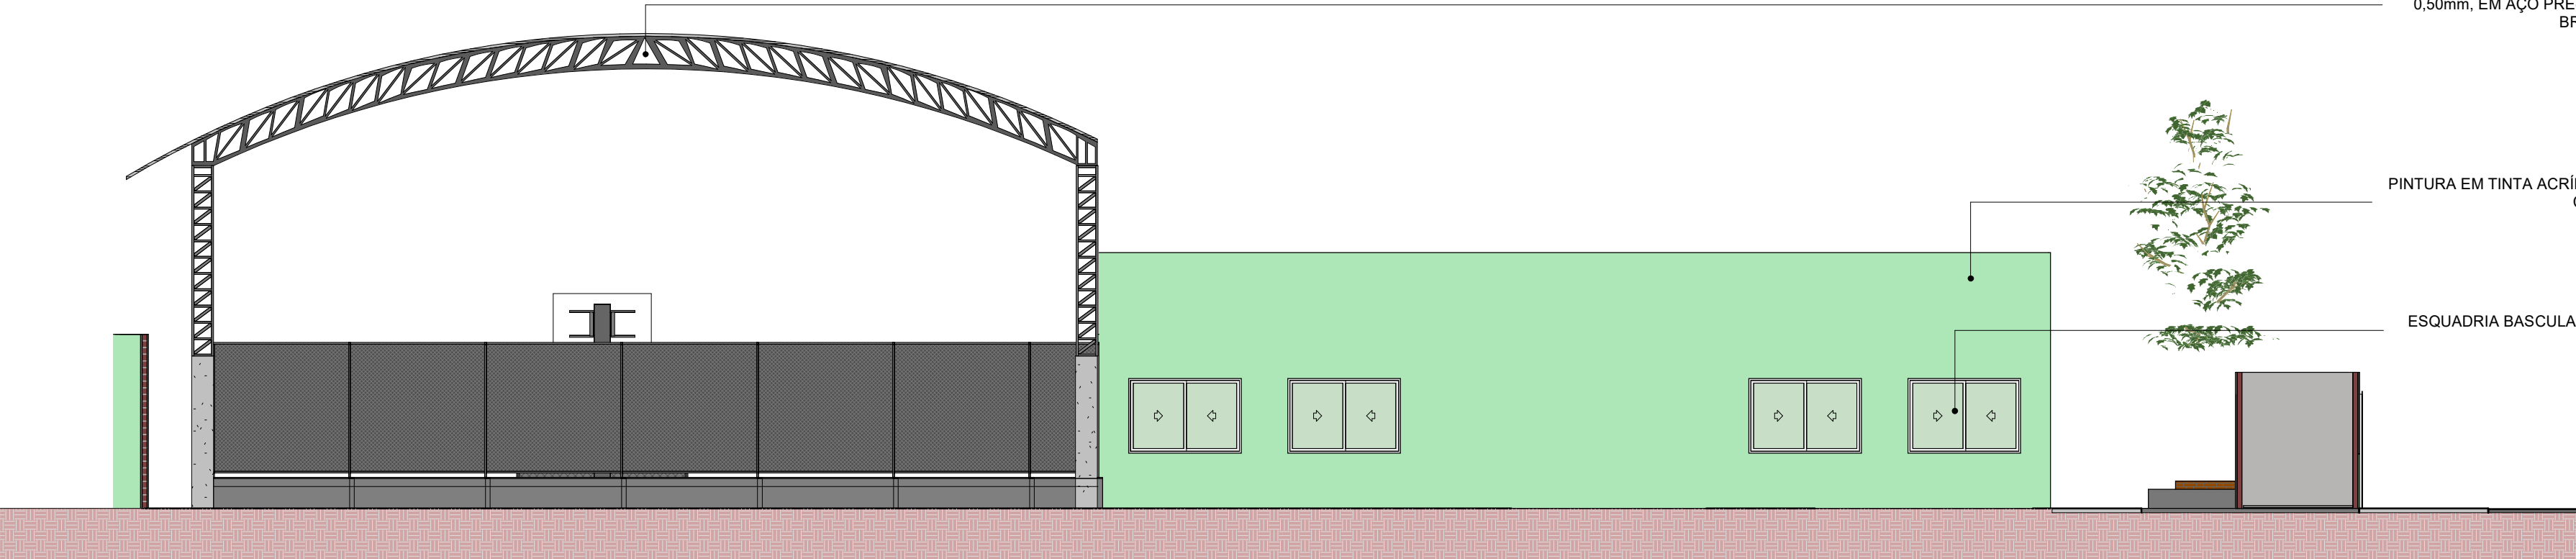 0,50mm, EM AÇO PRE
BR
PINTURA EM TINTA ACRÍ
ESQUADRIA BASCULA